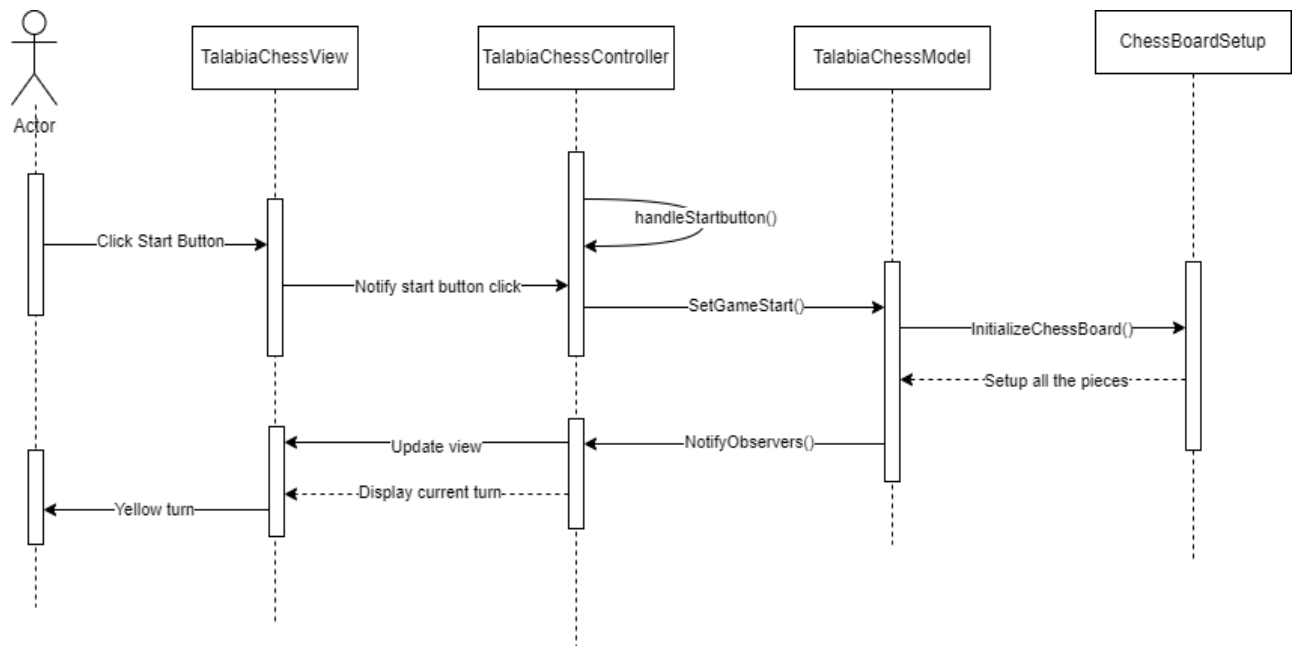 TalabiaChessView
TalabiaChessController
TalabiaChessModel
ChessBoardSetup
Actor
handleStartbutton()
Click Start Button
Notify start button click
SetGameStart()
InitializeChessBoard()
Setup all the pieces
NotifyObservers()
Update view
Display current turn
Yellow turn